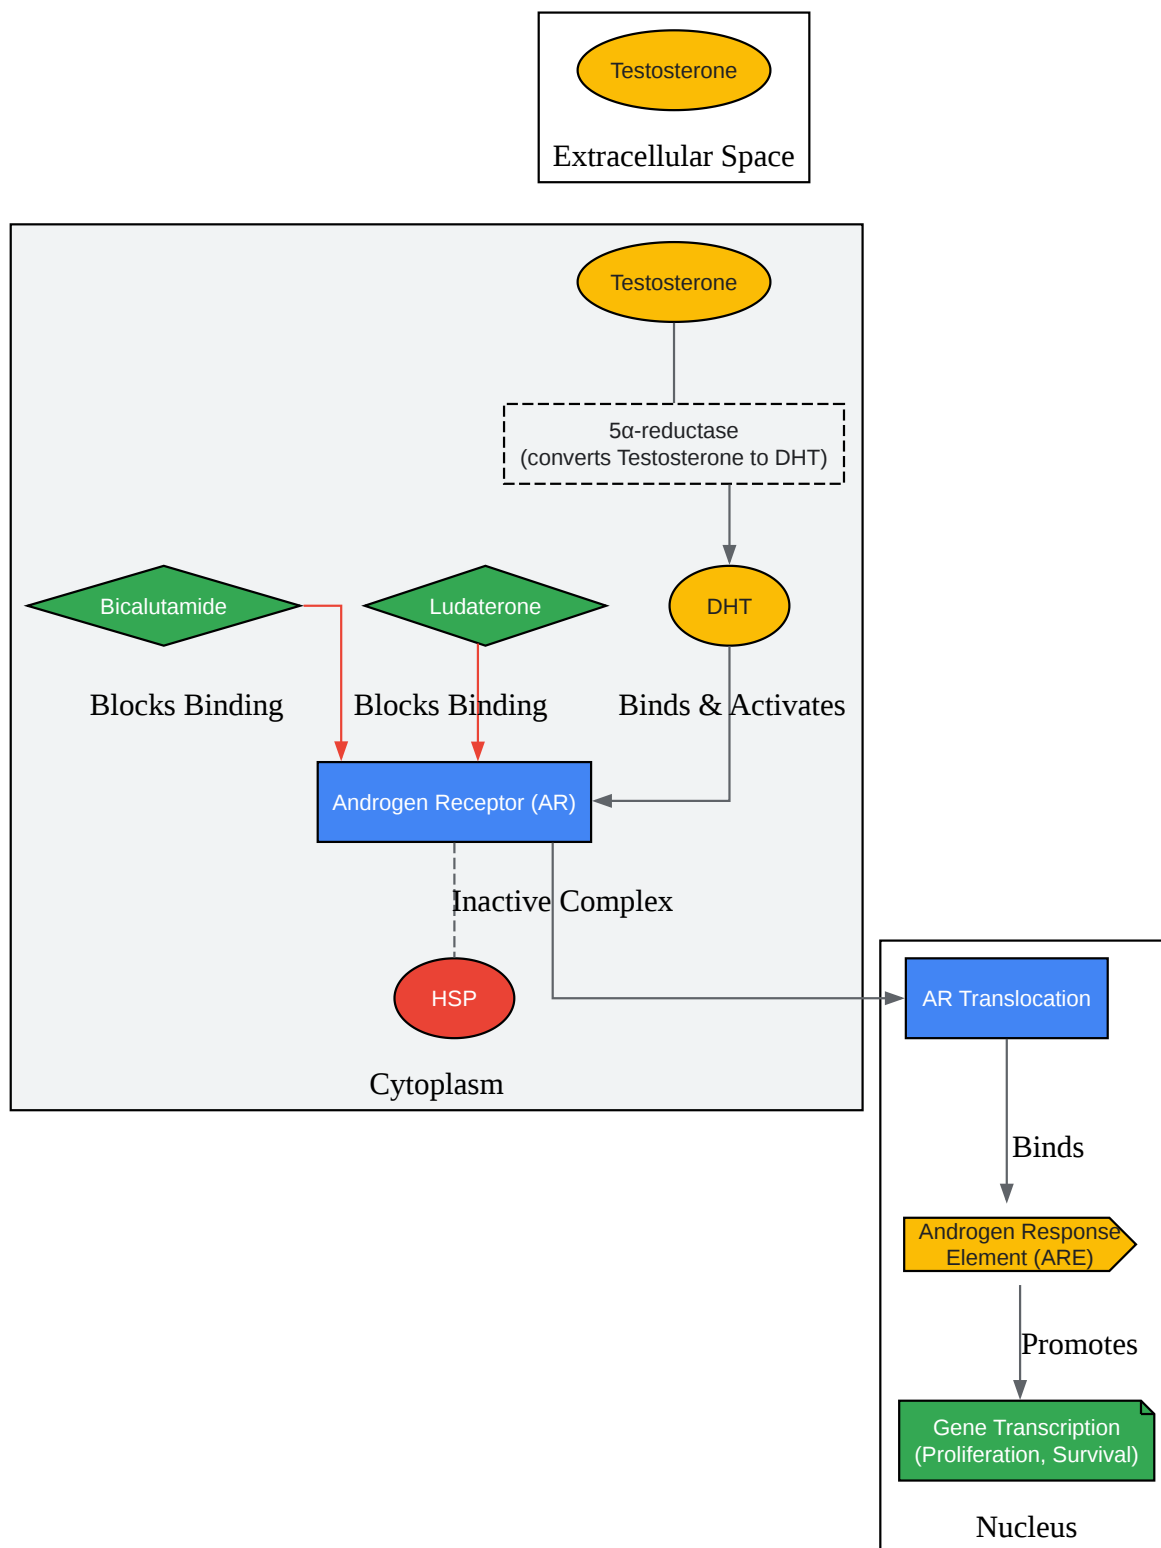 Testosterone
Extracellular Space
Testosterone
5α-reductase
(converts Testosterone to DHT)
Bicalutamide
Ludaterone
DHT
Blocks Binding
Blocks Binding
Binds & Activates
Androgen Receptor (AR)
Inactive Complex
HSP
AR Translocation
Cytoplasm
Binds
Androgen Response
Element (ARE)
Promotes
Gene Transcription
(Proliferation, Survival)
Nucleus